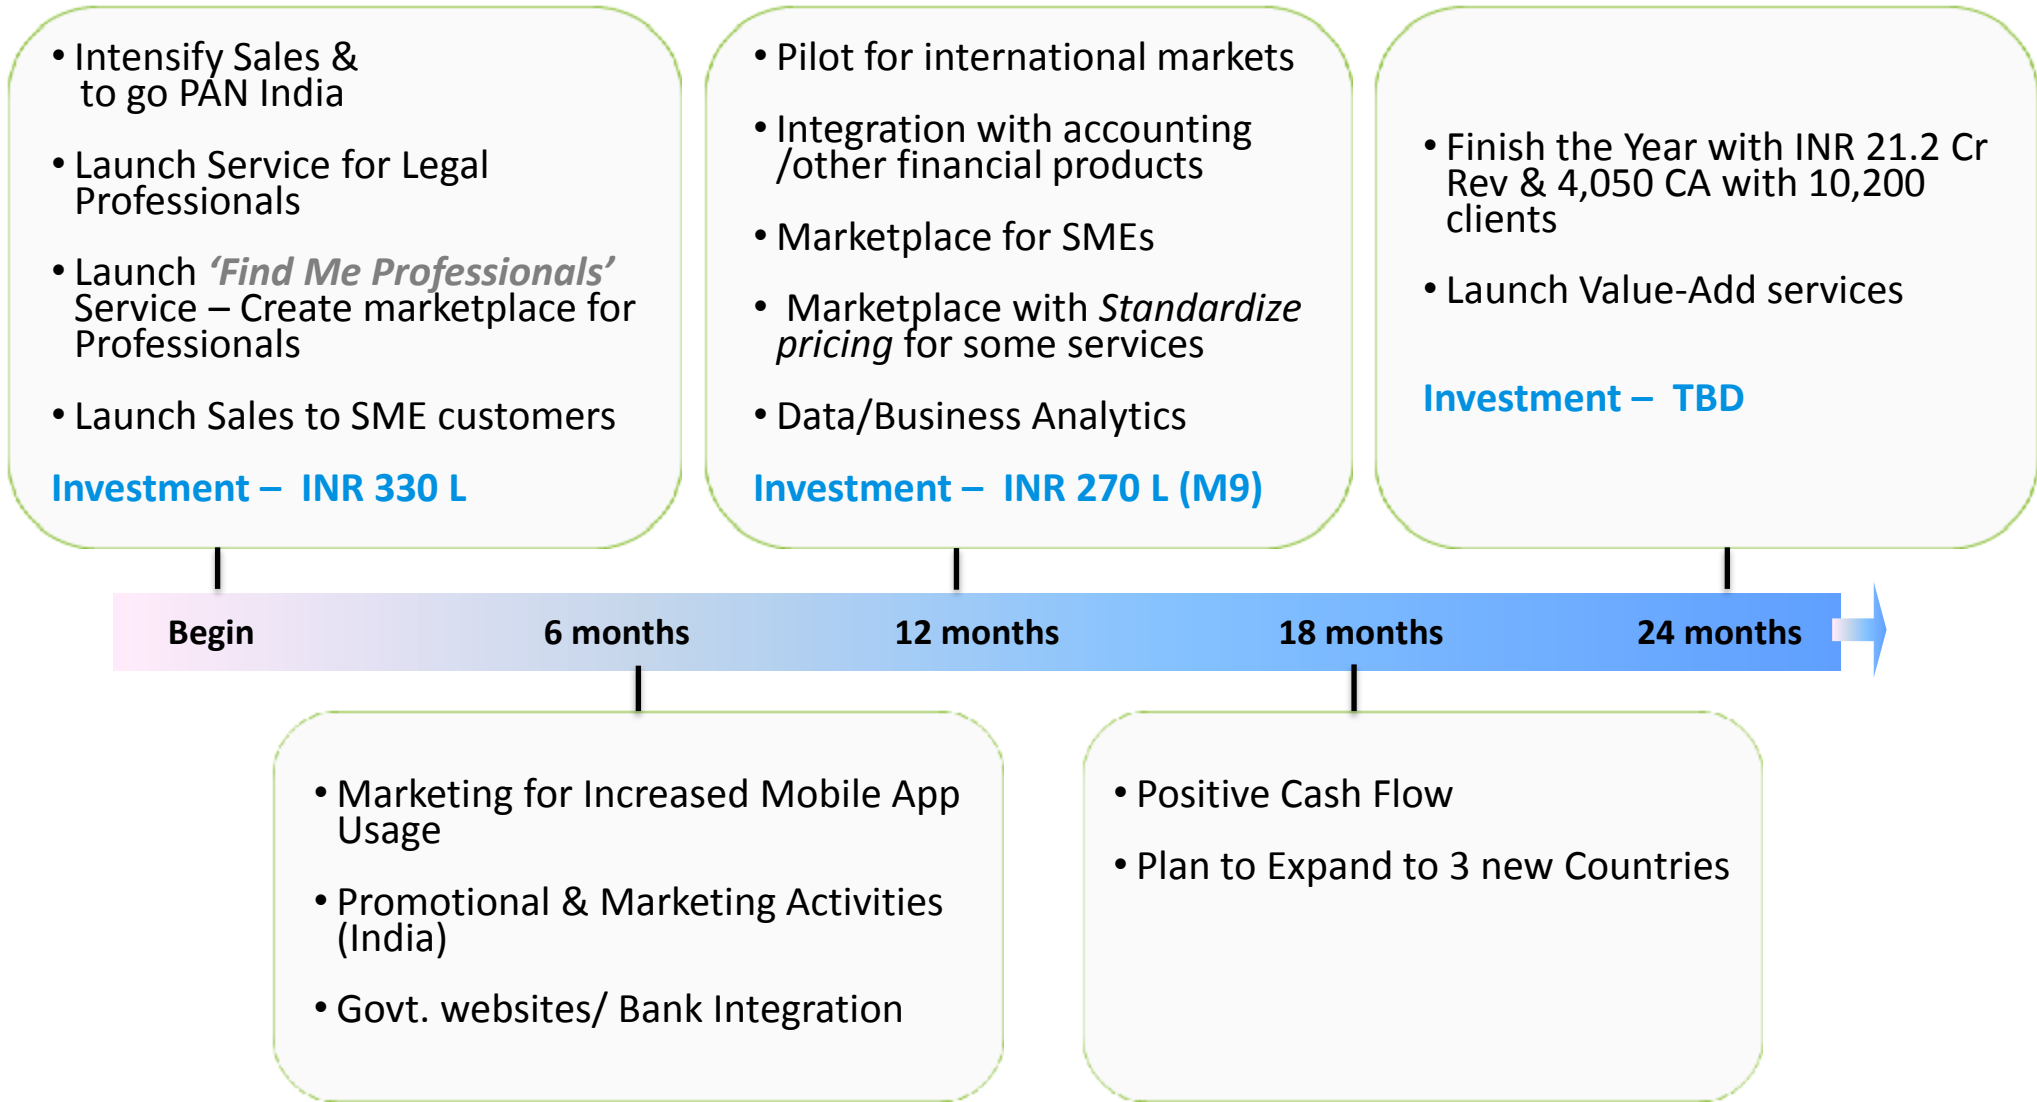 • Intensify Sales &
to go PAN India
• Launch Service for Legal
Professionals
• Launch ‘Find Me Professionals’
Service – Create marketplace for
Professionals
• Launch Sales to SME customers
Investment – INR 330 L
• Pilot for international markets
• Integration with accounting
/other financial products
• Marketplace for SMEs
• Marketplace with Standardize
pricing for some services
• Data/Business Analytics
Investment – INR 270 L (M9)
• Finish the Year with INR 21.2 Cr
Rev & 4,050 CA with 10,200
clients
• Launch Value-Add services
Investment – TBD
Begin
6 months
12 months
18 months
24 months
• Marketing for Increased Mobile App
Usage
• Promotional & Marketing Activities
(India)
• Govt. websites/ Bank Integration
• Positive Cash Flow
• Plan to Expand to 3 new Countries